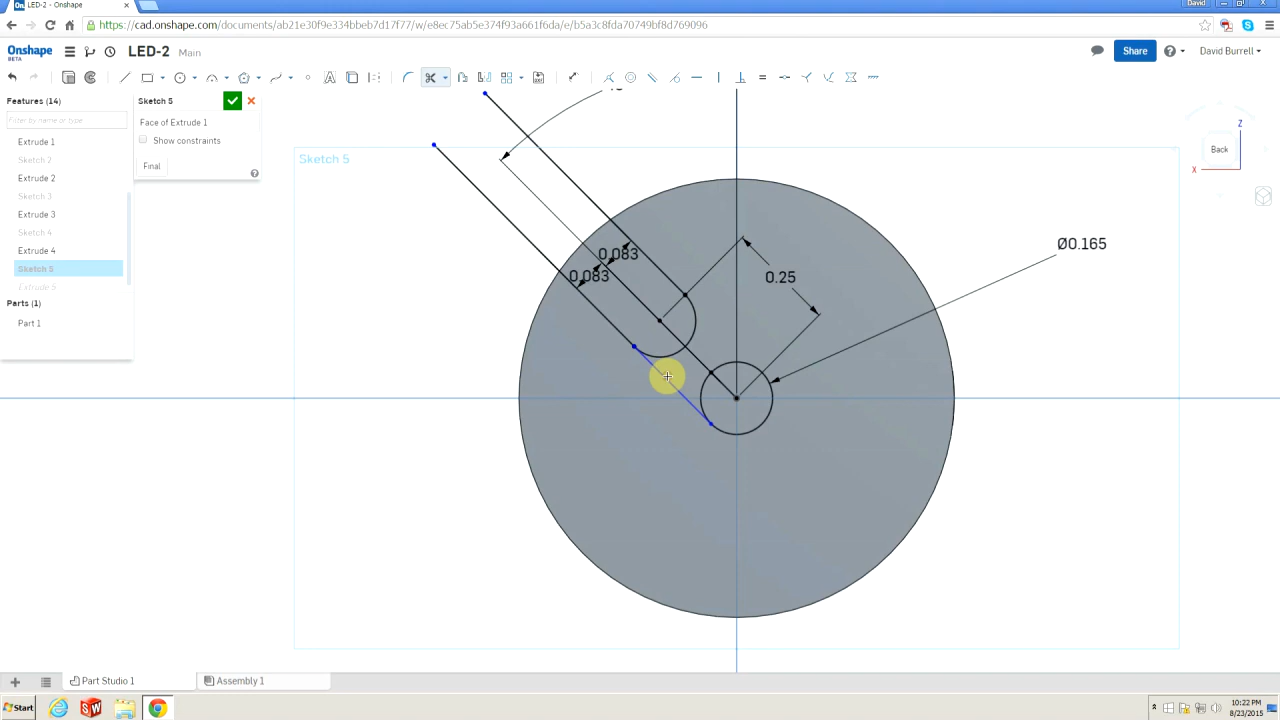 LED-2 - Onshape
David
https://cad.onshape.com/documents/ab21e30f9e334bbeb7d17f77/w/e8ec75ab5e374f93a661f6da/e/b5a3c8fda70749bf8d769096
Onshape
BETA
LED-2 Main
Share
David Burrell
Features (14)
Filter by name or type
Extrude 1
Sketch 2
Extrude 2
Sketch 3
Extrude 3
Sketch 4
Extrude 4
Sketch 5
Extrude 5
Parts (1)
Part 1
Sketch 5
Face of Extrude 1
Show constraints
Final
Sketch 5
0.083
0.083
0.25
Ø0.165
Z
Back
X
Part Studio 1
Assembly 1
Start
10:22 PM
8/23/2015